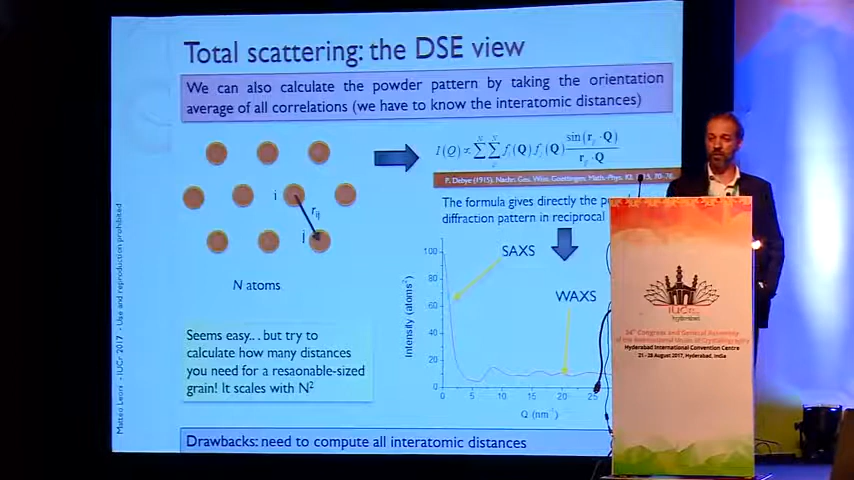 Total scattering: the DSE view
We can also calculate the powder pattern by taking the orientation
average of all correlations (we have to know the interatomic distances)
I(Q) ∝ ∑∑ f (Q) f (Q) sin(r · Q) / r · Q
P. Debye (1915). Nachr. Ges. Wiss. Goettingen, Math.-Phys. Kl.
The formula gives directly the
diffraction pattern in reciprocal
i
r ij
j
N atoms
SAXS
WAXS
Intensity (atoms²)
100
80
60
40
20
0
0 5 10 15 20 25
Q (nm⁻¹)
Seems easy…but try to
calculate how many distances
you need for a resaonable-sized
grain! It scales with N²
Drawbacks: need to compute all interatomic distances
Matteo Leoni - IUCr 2017 - Use and reproduction prohibited
IUCr
hyderabad
24th Congress and General Assembly
of the International Union of Crystallography
Hyderabad International Convention Centre
21 - 28 August 2017, Hyderabad, India